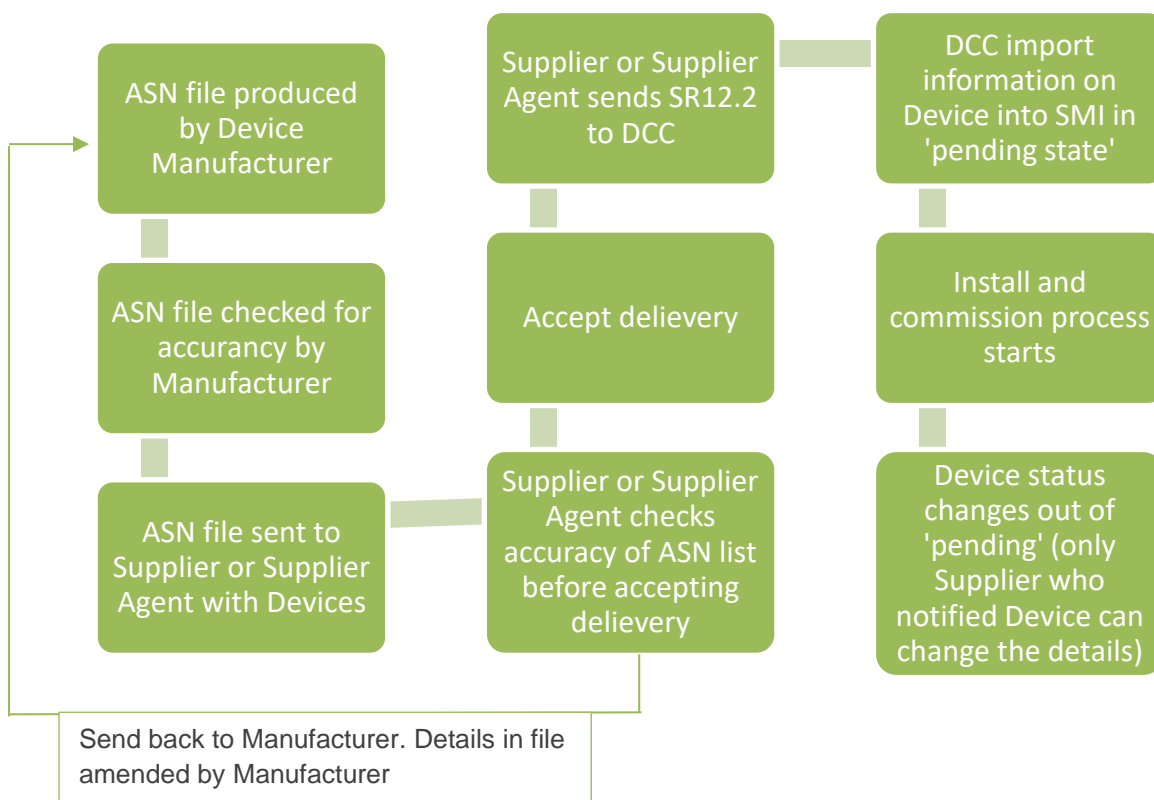 ASN file produced
by Device
Manufacturer
ASN file checked for
accurancy by
Manufacturer
ASN file sent to
Supplier or Supplier
Agent with Devices
Supplier or Supplier
Agent checks
accuracy of ASN list
before accepting
delievery
Accept delievery
Supplier or Supplier
Agent sends SR12.2
to DCC
DCC import
information on
Device into SMI in
'pending state'
Install and
commission process
starts
Device status
changes out of
'pending' (only
Supplier who
notified Device can
change the details)
Send back to Manufacturer. Details in file
amended by Manufacturer